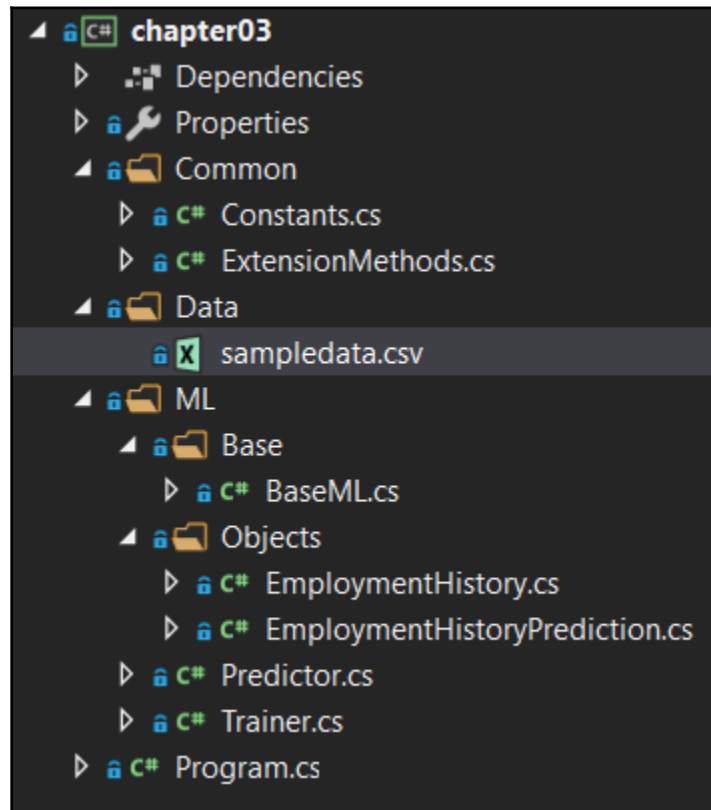 C# chapter03
Dependencies
Properties
Common
C# Constants.cs
C# ExtensionMethods.cs
Data
X sampledata.csv
ML
Base
C# BaseML.cs
Objects
C# EmploymentHistory.cs
C# EmploymentHistoryPrediction.cs
C# Predictor.cs
C# Trainer.cs
C# Program.cs